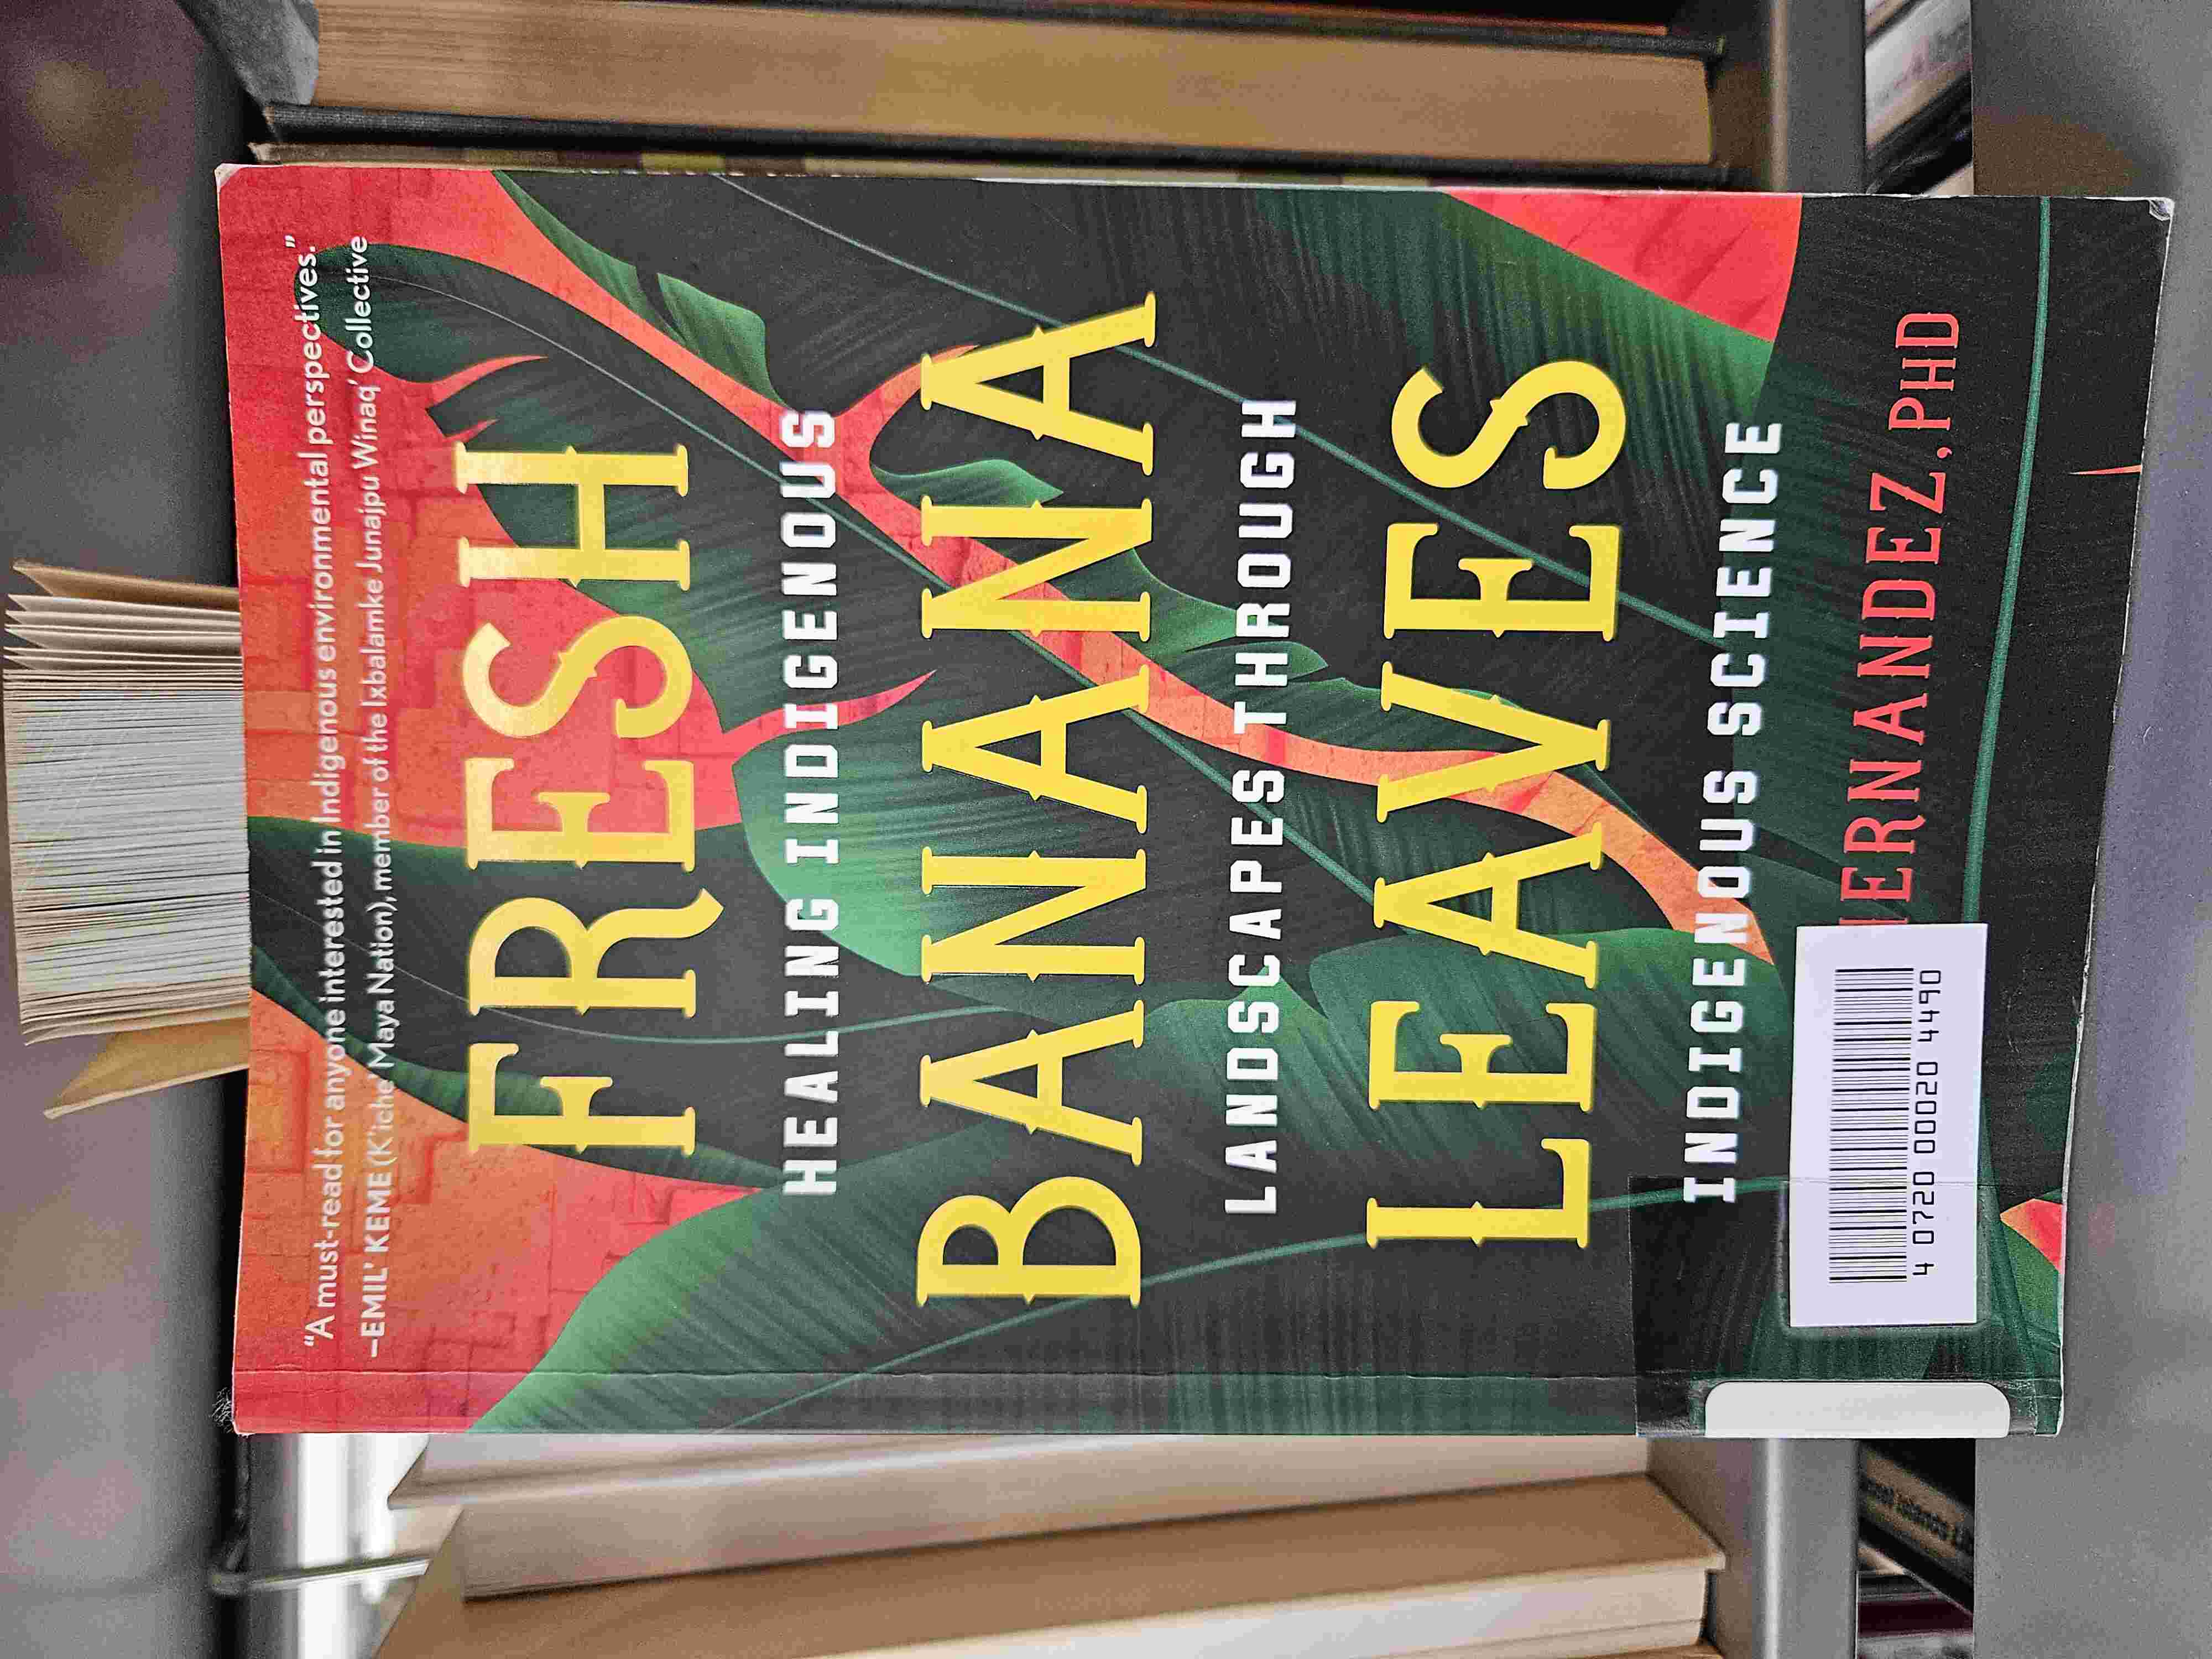 "A must-read for anyone interested in Indigenous environmental perspectives."
–EMIL' KEME (K'iche' Maya Nation), member of the Ixbalamke Junajpu Winaq' Collective
FRESH
HEALING INDIGENOUS
BANANA
LANDSCAPES THROUGH
LEAVES
INDIGENOUS SCIENCE
HERNANDEZ, PHD
4 0720 00020 4490